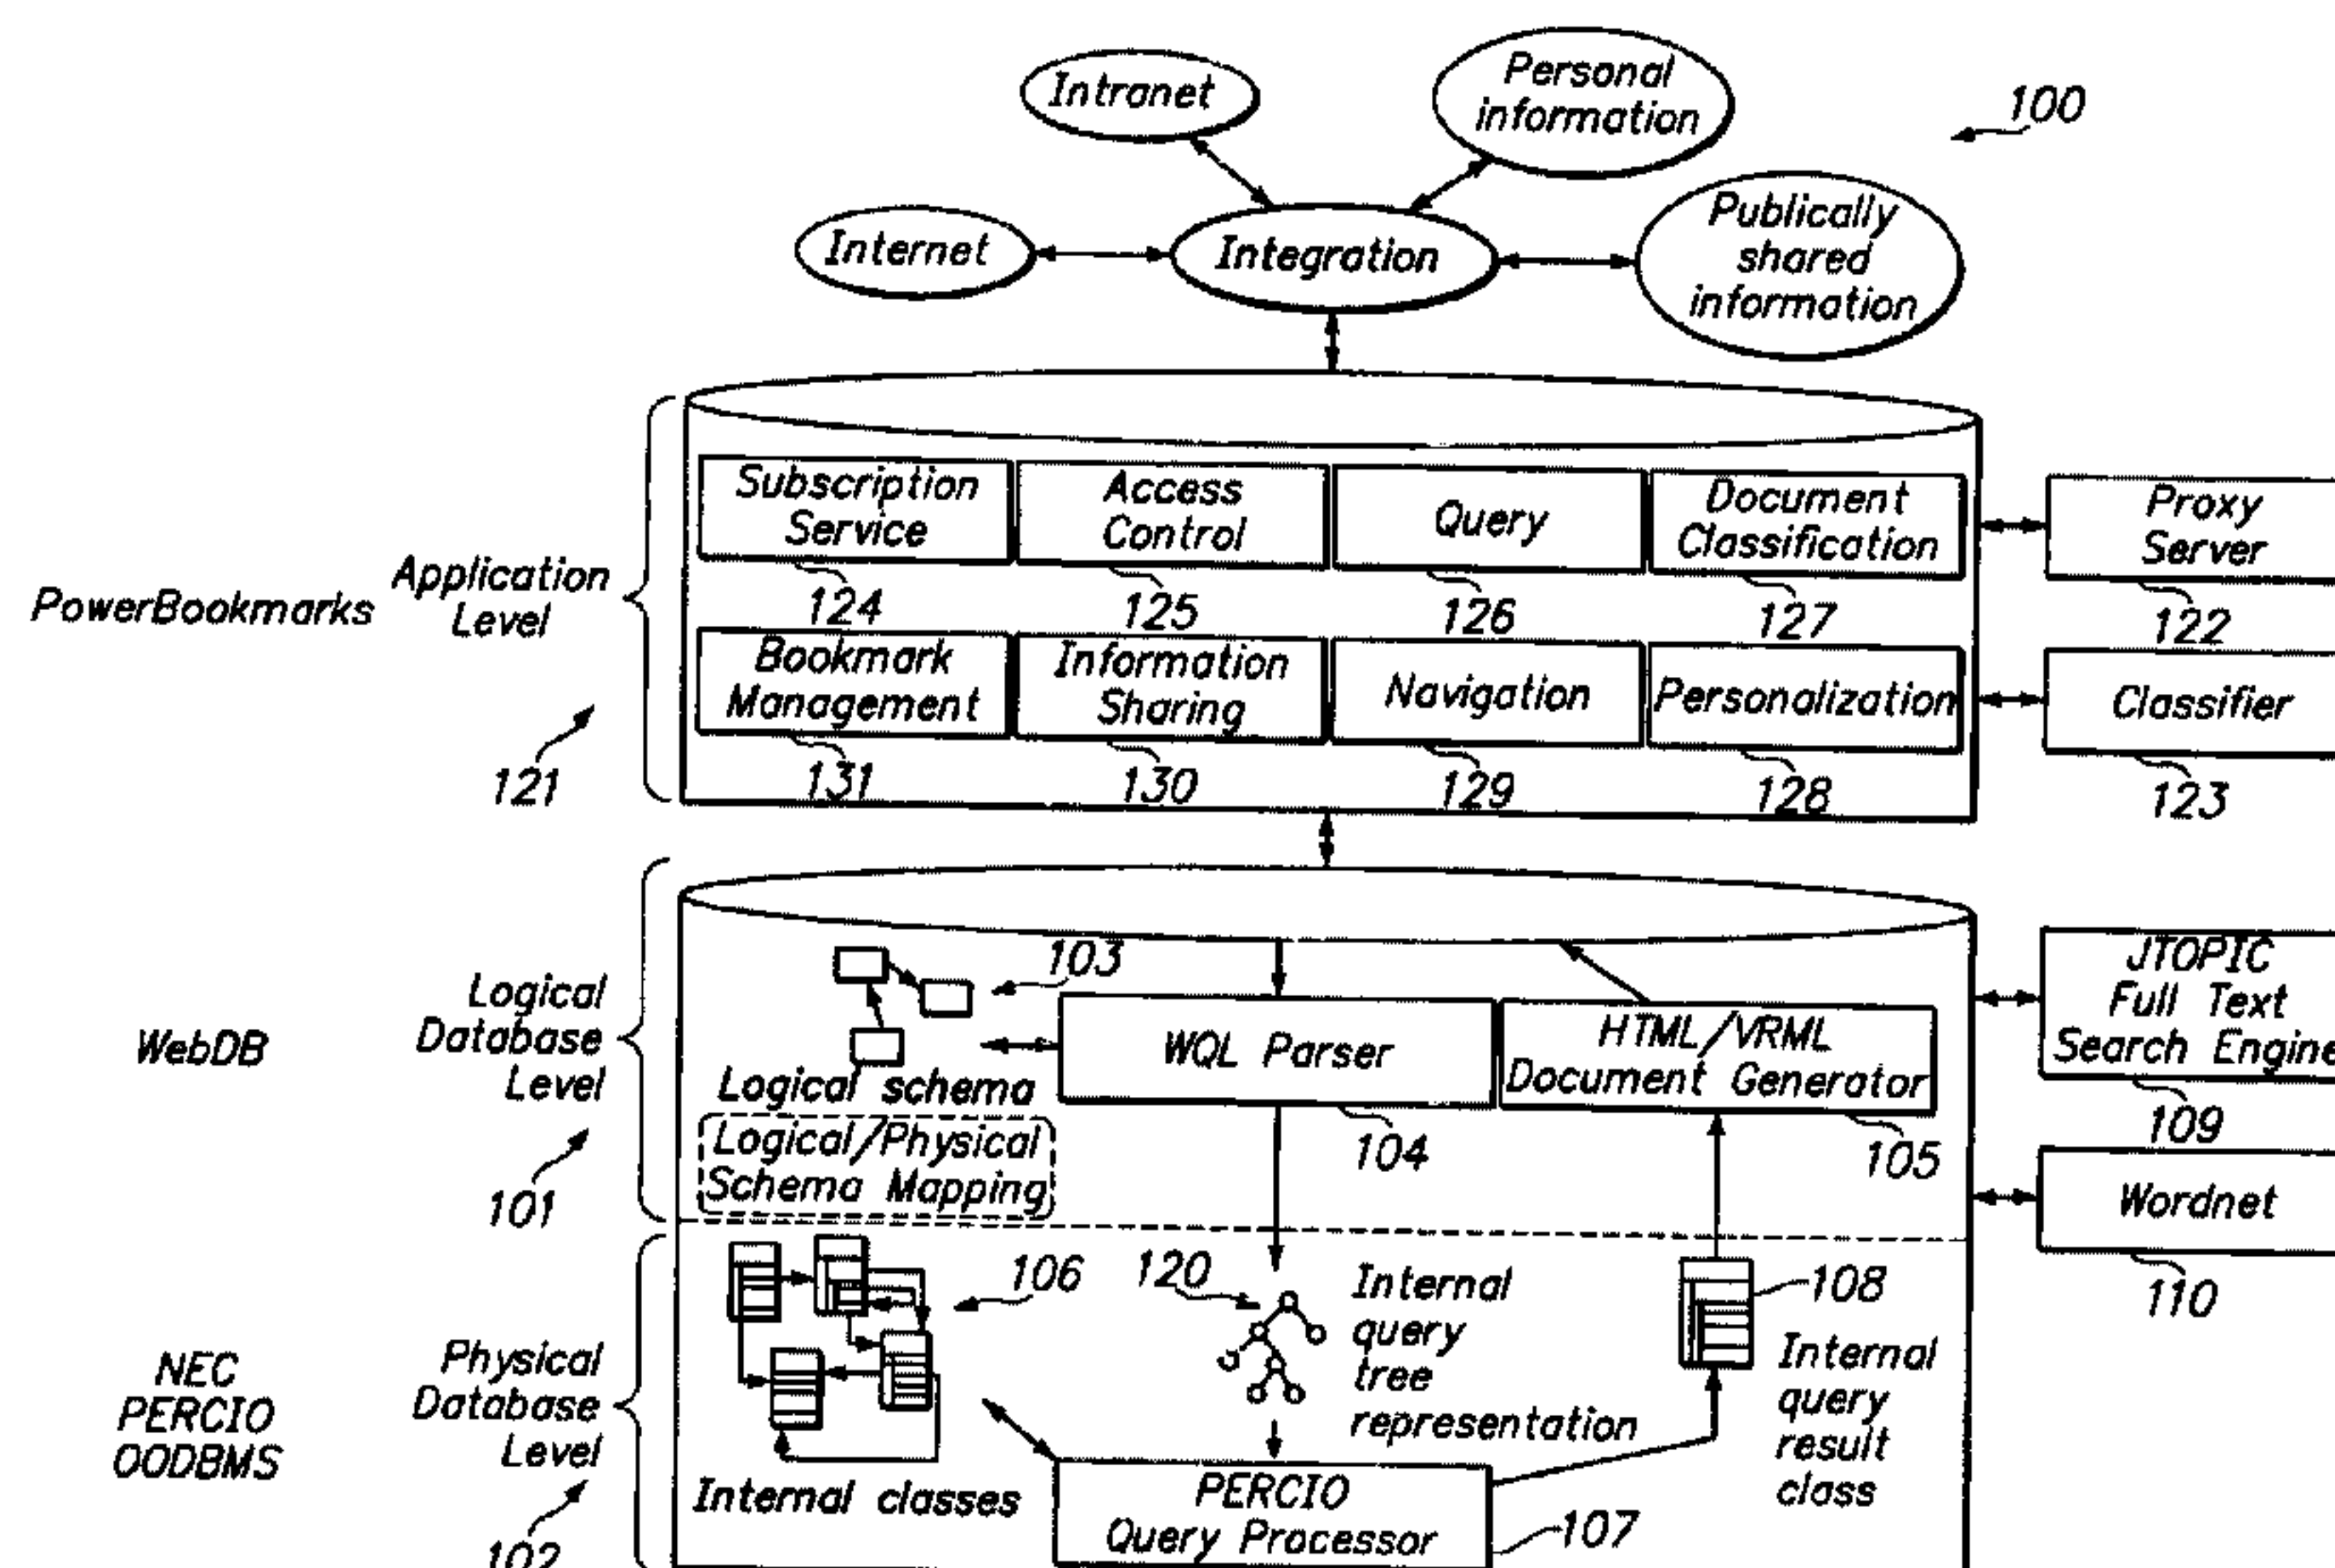 Intranet
Personal
information
100
Internet
Integration
Publically
shared
information
PowerBookmarks
Application
Level
121
Subscription
Service
124
Access
Control
125
Query
126
Document
Classification
127
Proxy
Server
122
Bookmark
Management
131
Information
Sharing
130
Navigation
129
Personalization
128
Classifier
123
WebDB
Logical
Database
Level
101
103
Logical schema
Logical/Physical
Schema Mapping
WQL Parser
104
HTML/VRML
Document Generator
105
JTOPIC
Full Text
Search Engine
109
Wordnet
110
NEC
PERCIO
OODBMS
Physical
Database
Level
102
106
Internal classes
120
Internal
query
tree
representation
108
Internal
query
result
class
PERCIO
Query Processor
107